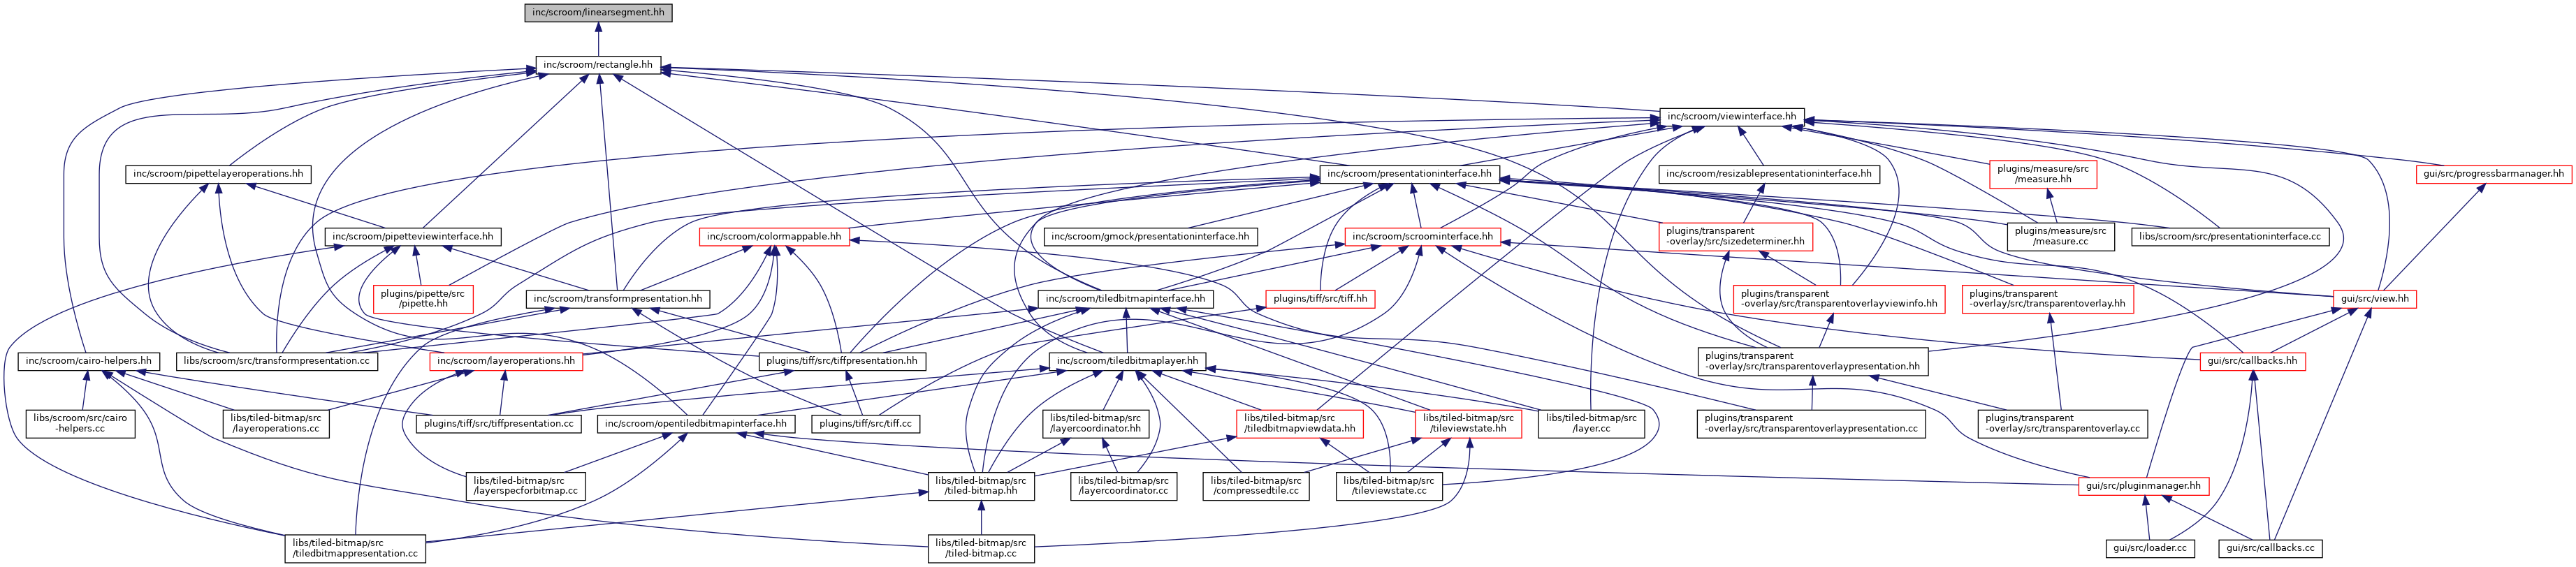 inc/scroom/linearsegment.hh
inc/scroom/rectangle.hh
inc/scroom/viewinterface.hh
inc/scroom/pipettelayeroperations.hh
inc/scroom/presentationinterface.hh
inc/scroom/resizablepresentationinterface.hh
plugins/measure/src
/measure.hh
gui/src/progressbarmanager.hh
inc/scroom/pipetteviewinterface.hh
inc/scroom/colormappable.hh
inc/scroom/gmock/presentationinterface.hh
inc/scroom/scroominterface.hh
plugins/transparent
-overlay/src/sizedeterminer.hh
plugins/measure/src
/measure.cc
libs/scroom/src/presentationinterface.cc
plugins/pipette/src
/pipette.hh
inc/scroom/transformpresentation.hh
inc/scroom/tiledbitmapinterface.hh
plugins/tiff/src/tiff.hh
plugins/transparent
-overlay/src/transparentoverlayviewinfo.hh
plugins/transparent
-overlay/src/transparentoverlay.hh
gui/src/view.hh
inc/scroom/cairo-helpers.hh
libs/scroom/src/transformpresentation.cc
inc/scroom/layeroperations.hh
plugins/tiff/src/tiffpresentation.hh
inc/scroom/tiledbitmaplayer.hh
plugins/transparent
-overlay/src/transparentoverlaypresentation.hh
gui/src/callbacks.hh
libs/scroom/src/cairo
-helpers.cc
libs/tiled-bitmap/src
/layeroperations.cc
plugins/tiff/src/tiffpresentation.cc
inc/scroom/opentiledbitmapinterface.hh
plugins/tiff/src/tiff.cc
libs/tiled-bitmap/src
/layercoordinator.hh
libs/tiled-bitmap/src
/tiledbitmapviewdata.hh
libs/tiled-bitmap/src
/tileviewstate.hh
libs/tiled-bitmap/src
/layer.cc
plugins/transparent
-overlay/src/transparentoverlaypresentation.cc
plugins/transparent
-overlay/src/transparentoverlay.cc
libs/tiled-bitmap/src
/layerspecforbitmap.cc
libs/tiled-bitmap/src
/tiled-bitmap.hh
libs/tiled-bitmap/src
/layercoordinator.cc
libs/tiled-bitmap/src
/compressedtile.cc
libs/tiled-bitmap/src
/tileviewstate.cc
gui/src/pluginmanager.hh
libs/tiled-bitmap/src
/tiledbitmappresentation.cc
libs/tiled-bitmap/src
/tiled-bitmap.cc
gui/src/loader.cc
gui/src/callbacks.cc